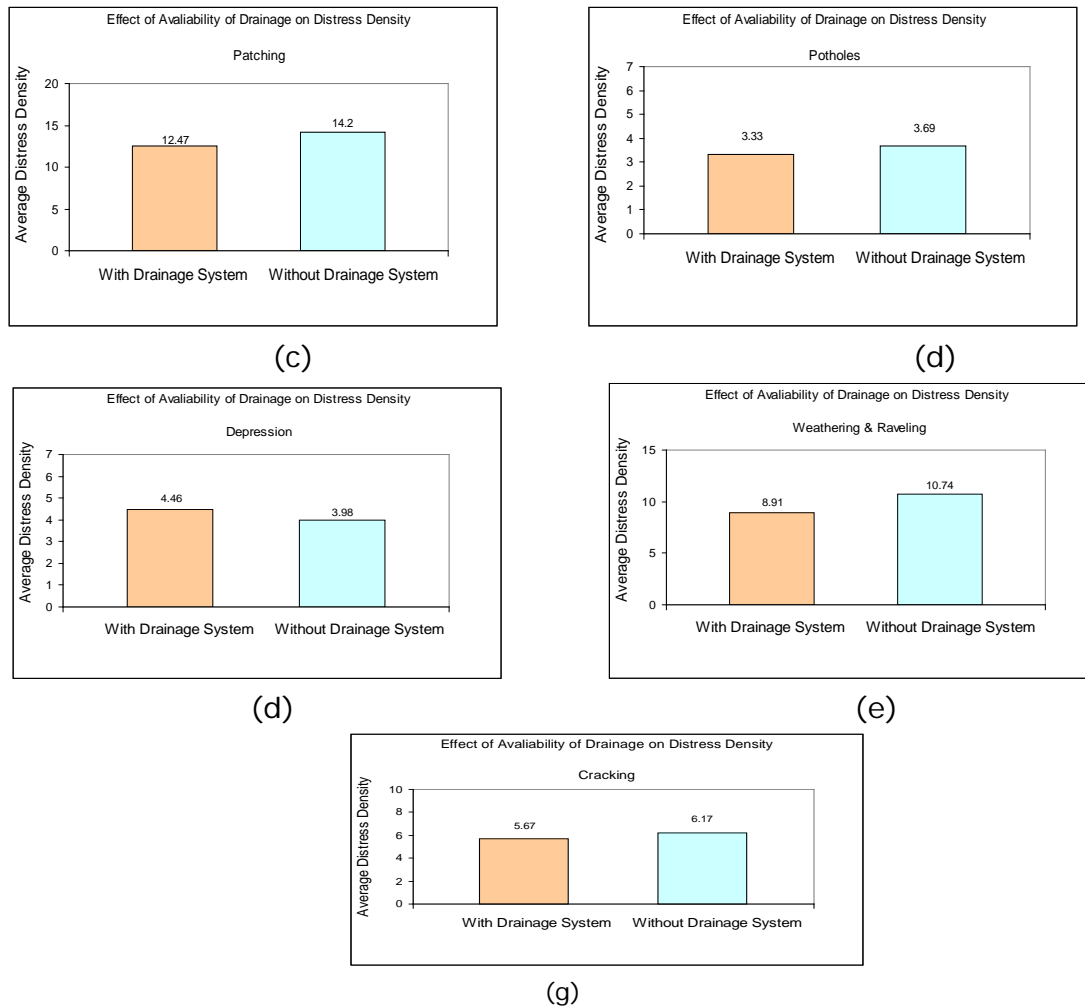 Effect of Avaliability of Drainage on Distress Density
Patching
Average Distress Density
20
15
10
5
0
12.47
14.2
With Drainage System Without Drainage System
(c)
Effect of Avaliability of Drainage on Distress Density
Potholes
Average Distress Density
7
6
5
4
3
2
1
0
3.33
3.69
With Drainage System Without Drainage System
(d)
Effect of Avaliability of Drainage on Distress Density
Depression
Average Distress Density
7
6
5
4
3
2
1
0
4.46
3.98
With Drainage System Without Drainage System
(d)
Effect of Avaliability of Drainage on Distress Density
Weathering & Raveling
Average Distress Density
15
10
5
0
8.91
10.74
With Drainage System Without Drainage System
(e)
Effect of Avaliability of Drainage on Distress Density
Cracking
Average Distress Density
10
8
6
4
2
0
5.67
6.17
With Drainage System Without Drainage System
(g)